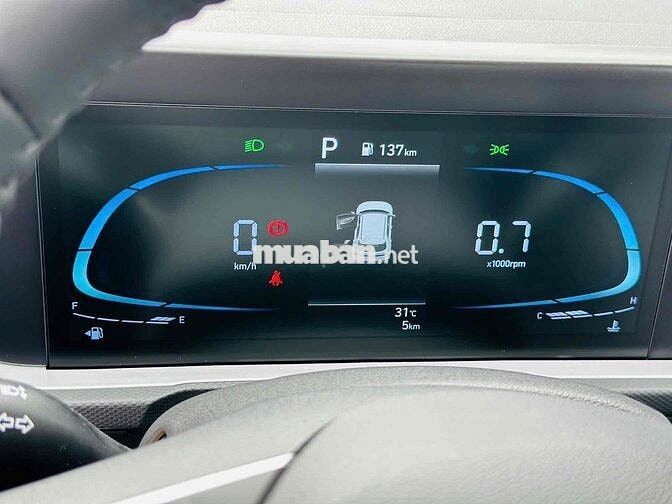 P 137km
0
km/h
0.7
x1000rpm
muaban.net
F E
31°C
5km
C H